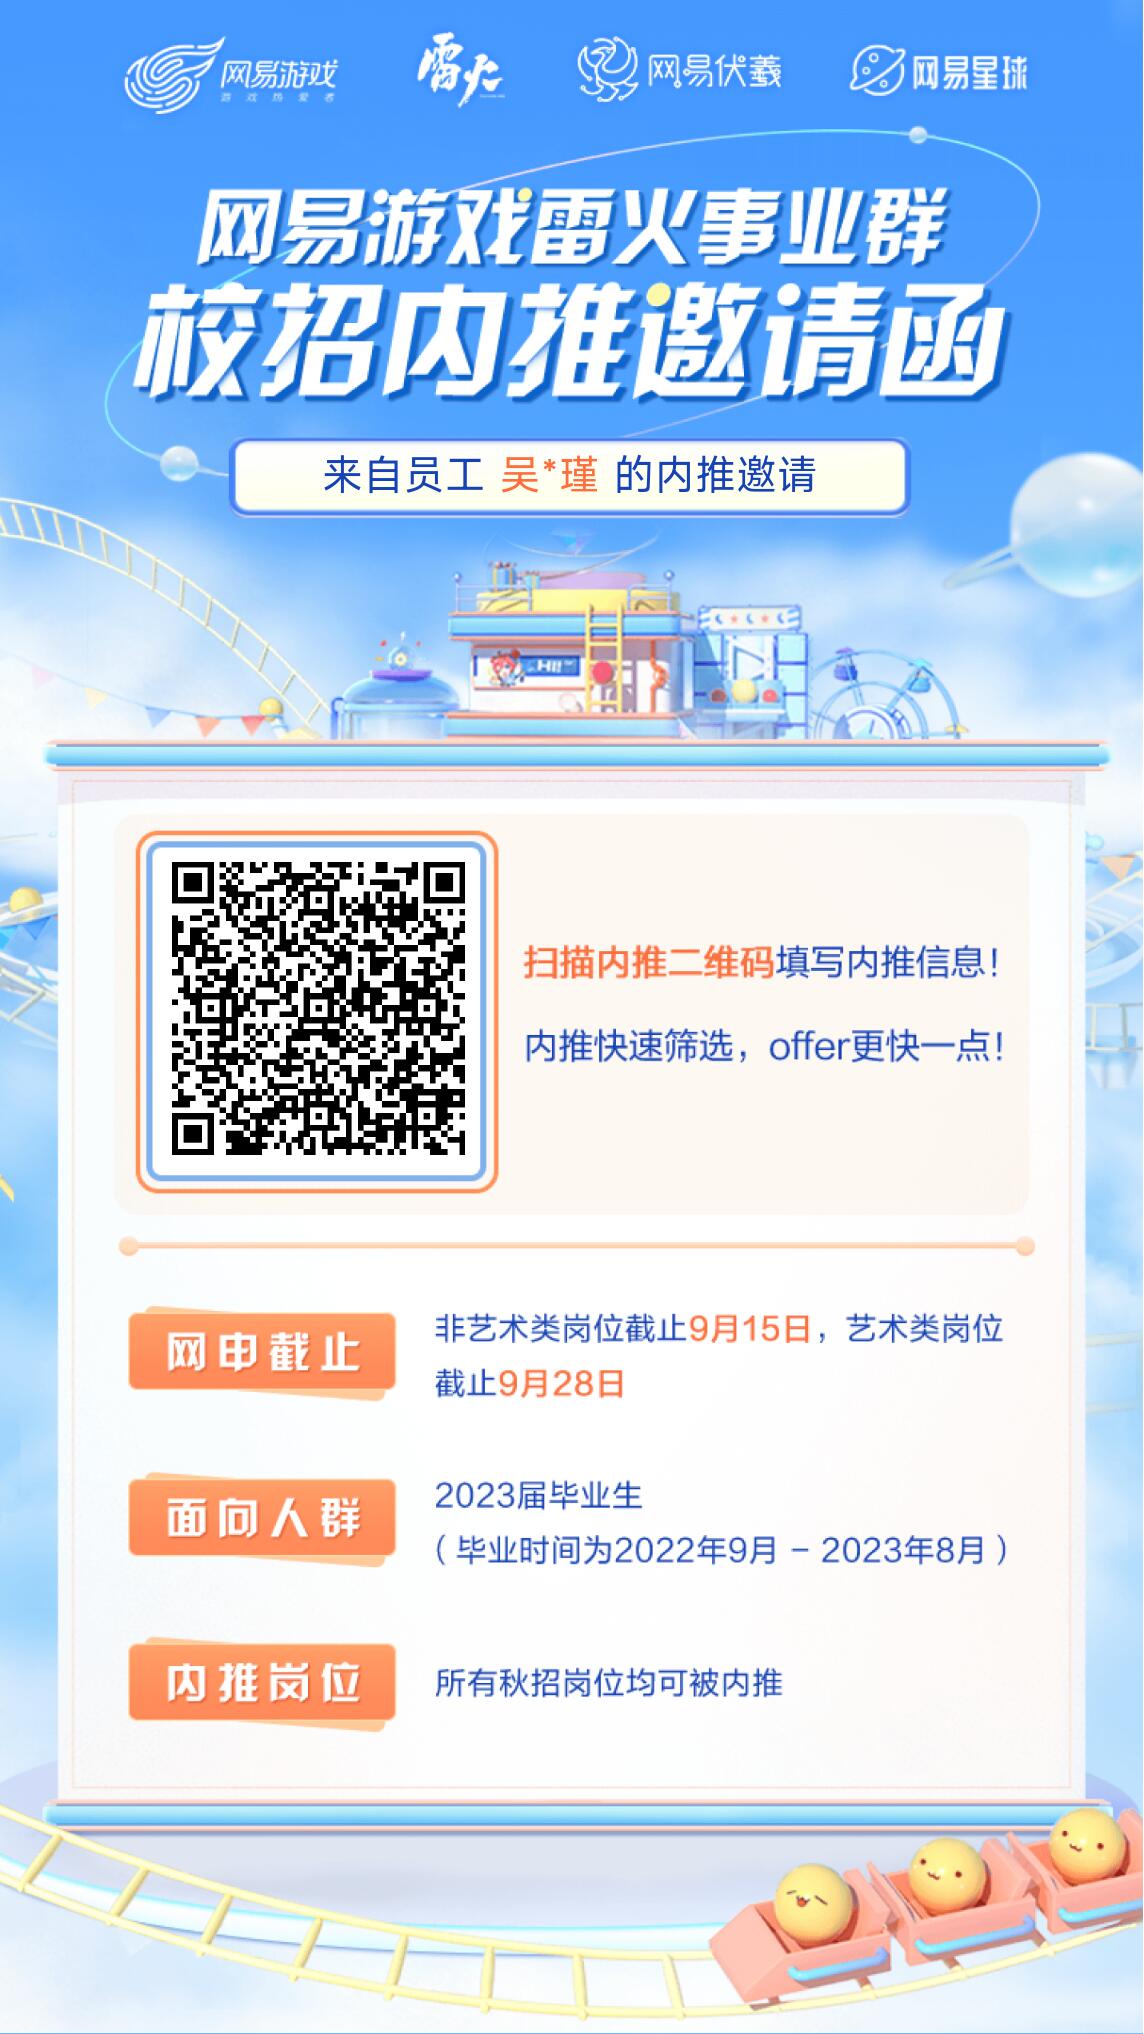 网易游戏
游戏热爱者
雷火
网易伏羲
网易星球
网易游戏雷火事业群
校招内推邀请函
来自员工 吴*瑾 的内推邀请
HI!
扫描内推二维码填写内推信息！
内推快速筛选，offer更快一点！
网申截止
非艺术类岗位截止9月15日，艺术类岗位
截止9月28日
面向人群
2023届毕业生
（毕业时间为2022年9月 - 2023年8月）
内推岗位
所有秋招岗位均可被内推